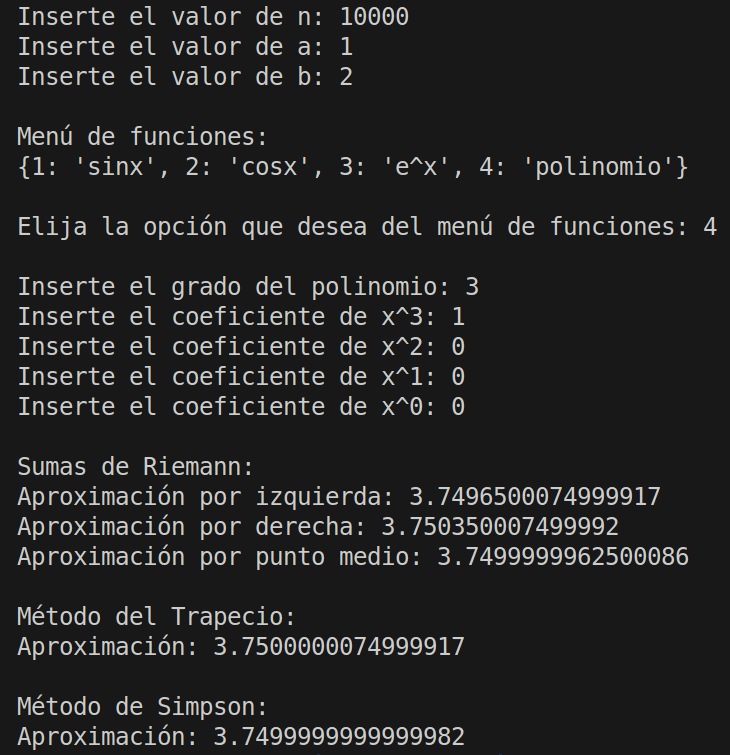 Inserte el valor de n: 10000
Inserte el valor de a: 1
Inserte el valor de b: 2
Menú de funciones:
{1: 'sinx', 2: 'cosx', 3: 'e^x', 4: 'polinomio'}
Elija la opción que desea del menú de funciones: 4
Inserte el grado del polinomio: 3
Inserte el coeficiente de x^3: 1
Inserte el coeficiente de x^2: 0
Inserte el coeficiente de x^1: 0
Inserte el coeficiente de x^0: 0
Sumas de Riemann:
Aproximación por izquierda: 3.7496500074999917
Aproximación por derecha: 3.750350007499992
Aproximación por punto medio: 3.7499999962500086
Método del Trapecio:
Aproximación: 3.7500000074999917
Método de Simpson:
Aproximación: 3.7499999999999982